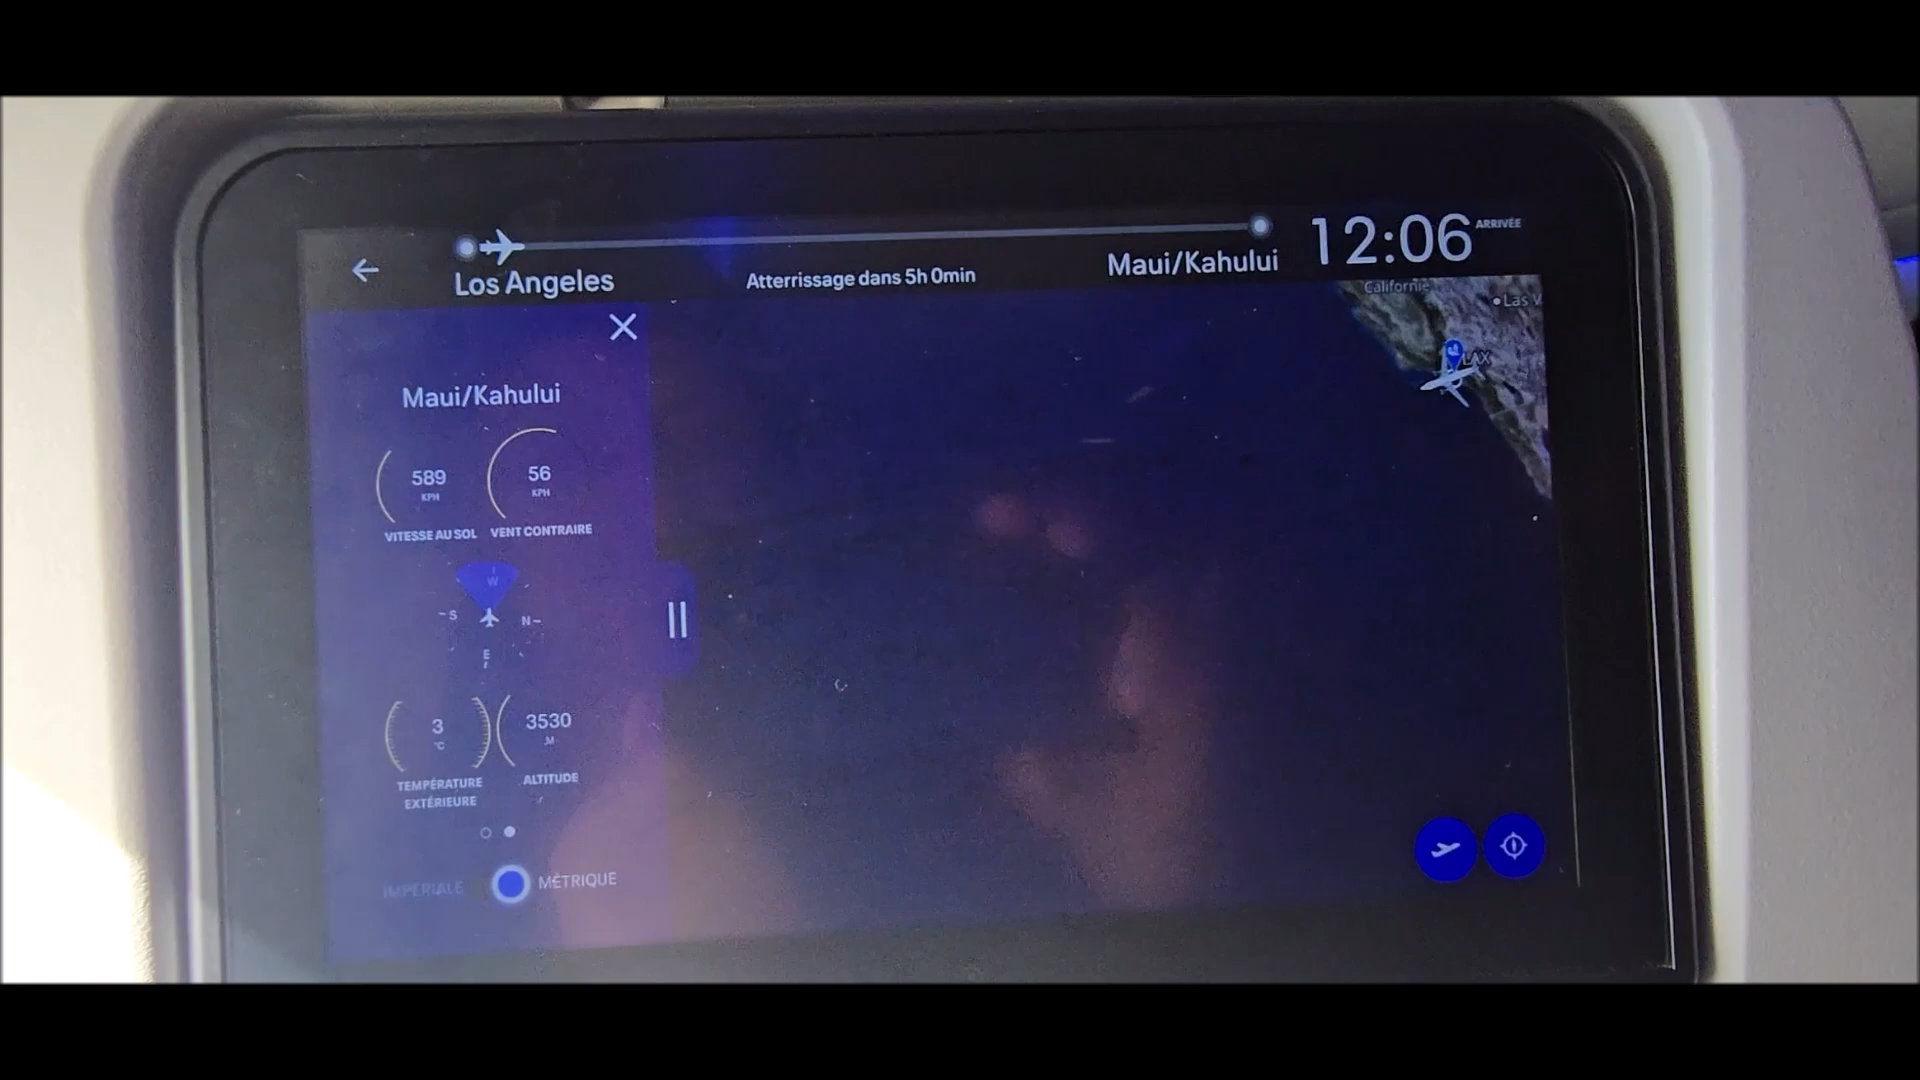 12:06 ARRIVÉE
Los Angeles
Atterrissage dans 5h 0min
Maui/Kahului
Californie
Las V
LAX
Maui/Kahului
589
KPH
56
KPH
VITESSE AU SOL
VENT CONTRAIRE
W
S
N
E
3
°C
3530
M
TEMPÉRATURE
EXTÉRIEURE
ALTITUDE
IMPÉRIALE
MÉTRIQUE